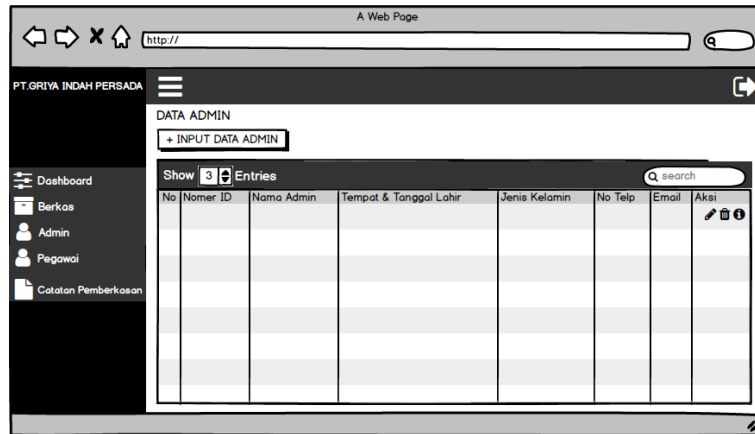 A Web Page
http://
PT.GRIYA INDAH PERSADA
DATA ADMIN
+ INPUT DATA ADMIN
Show 3 Entries
search
No Nomer ID Nama Admin Tempat & Tanggal Lahir Jenis Kelamin No Telp Email Aksi
Dashboard
Berkas
Admin
Pegawai
Catatan Pemberkasan